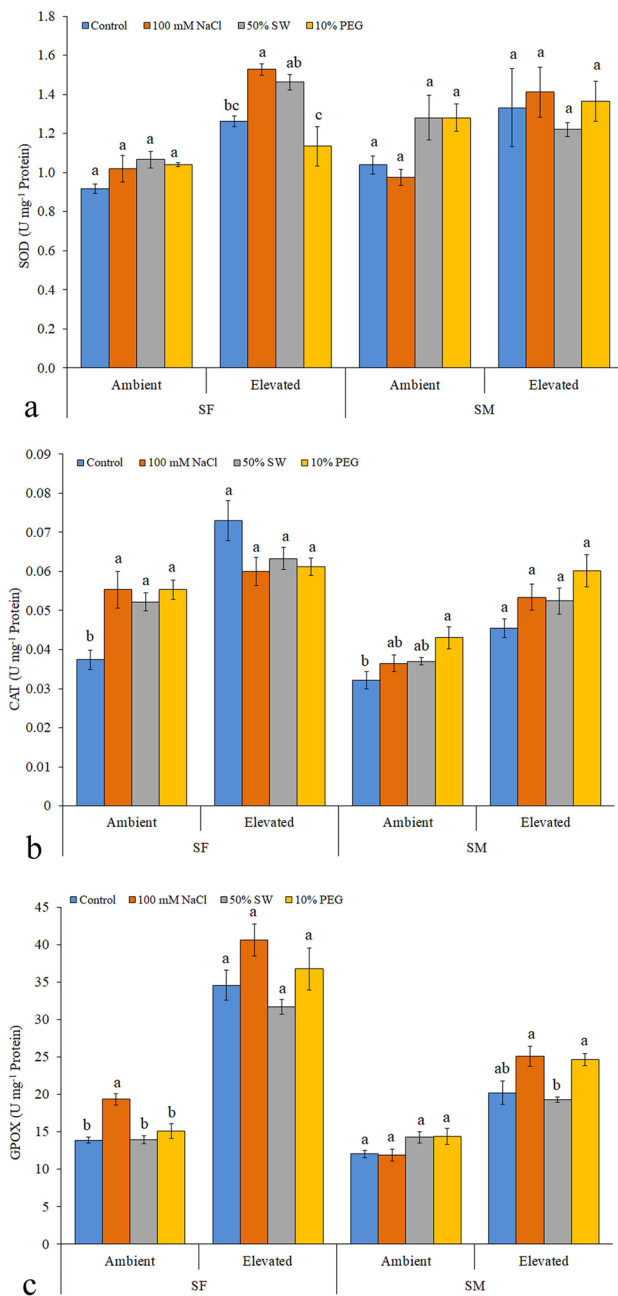 Control 100 mM NaCl 50% SW 10% PEG
SOD (U mg-1 Protein)
1.8
1.6
1.4
1.2
1.0
0.8
0.6
0.4
0.2
0.0
a a a a bc a ab c a a a a a a a a
Ambient Elevated Ambient Elevated
SF SM
a
Control 100 mM NaCl 50% SW 10% PEG
CAT (U mg-1 Protein)
0.09
0.08
0.07
0.06
0.05
0.04
0.03
0.02
0.01
0
b a a a a a a a b ab ab a a a a a
Ambient Elevated Ambient Elevated
SF SM
b
Control 100 mM NaCl 50% SW 10% PEG
GPOX (U mg-1 Protein)
45
40
35
30
25
20
15
10
5
0
b a b b a a a a a a a a ab a b a
Ambient Elevated Ambient Elevated
SF SM
c